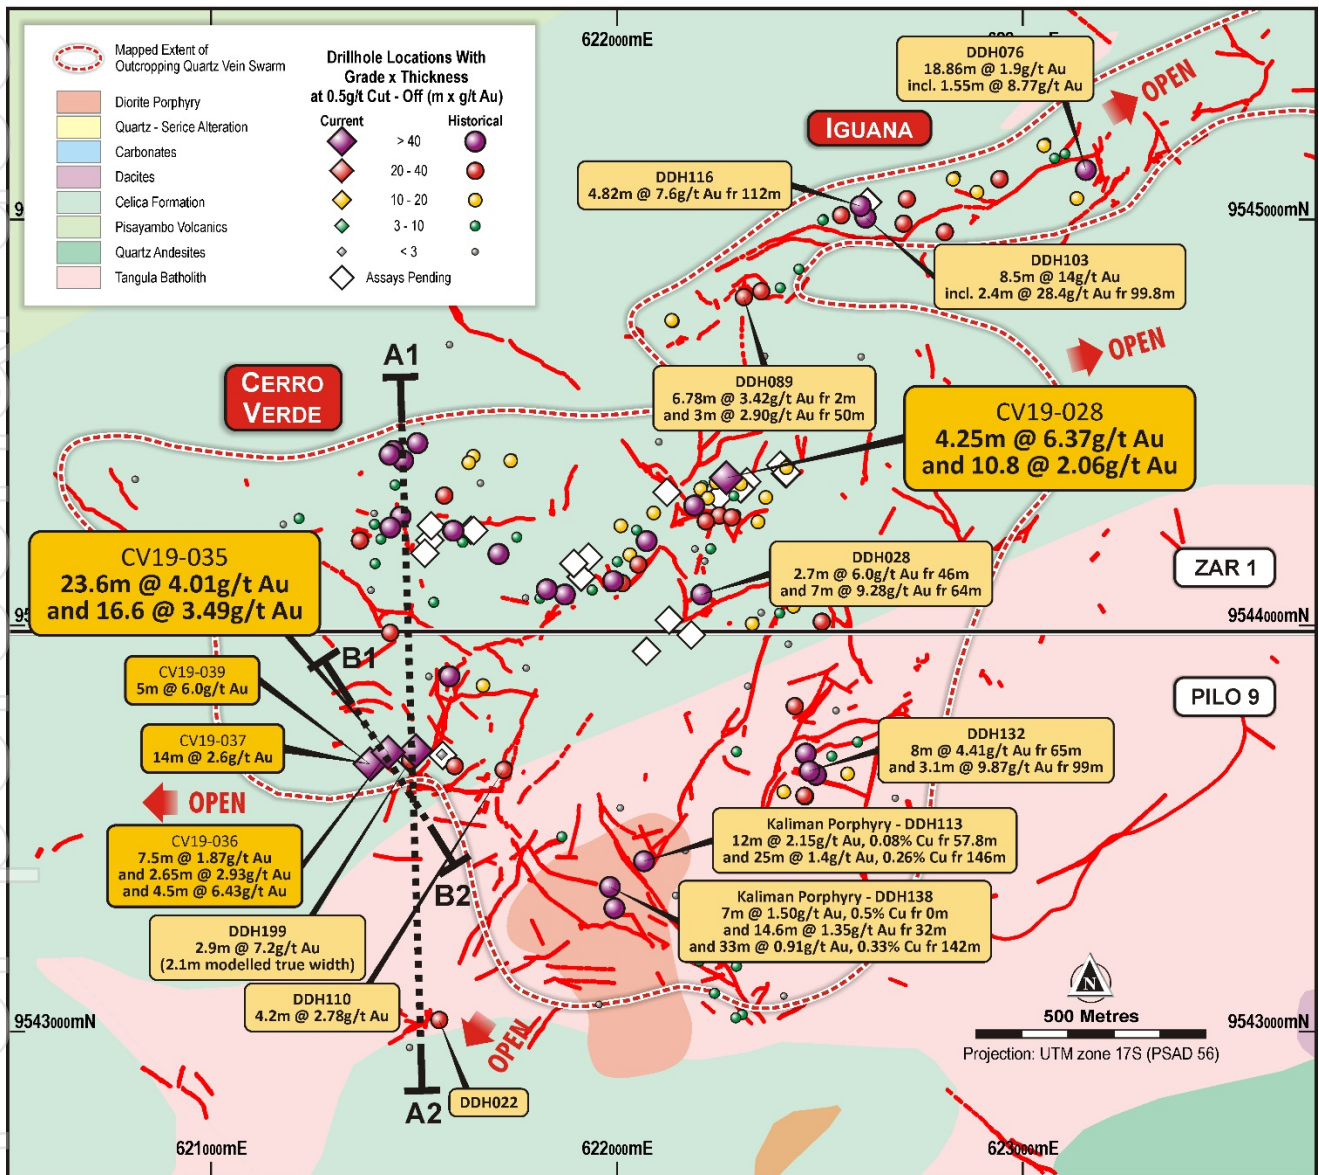 Mapped Extent of
Outcropping Quartz Vein Swarm
Diorite Porphyry
Quartz - Serice Alteration
Carbonates
Dacites
Celica Formation
Pisayambo Volcanics
Quartz Andesites
Tangula Batholith
Drillhole Locations With
Grade x Thickness
at 0.5g/t Cut - Off (m x g/t Au)
Current
Historical
> 40
20 - 40
10 - 20
3 - 10
< 3
Assays Pending
622000mE
DDH076
18.86m @ 1.9g/t Au
incl. 1.55m @ 8.77g/t Au
OPEN
IGUANA
DDH116
4.82m @ 7.6g/t Au fr 112m
9545000mN
DDH103
8.5m @ 14g/t Au
incl. 2.4m @ 28.4g/t Au fr 99.8m
OPEN
A1
CERRO
VERDE
DDH089
6.78m @ 3.42g/t Au fr 2m
and 3m @ 2.90g/t Au fr 50m
CV19-028
4.25m @ 6.37g/t Au
and 10.8 @ 2.06g/t Au
CV19-035
23.6m @ 4.01g/t Au
and 16.6 @ 3.49g/t Au
DDH028
2.7m @ 6.0g/t Au fr 46m
and 7m @ 9.28g/t Au fr 64m
ZAR 1
9544000mN
B1
CV19-039
5m @ 6.0g/t Au
PILO 9
CV19-037
14m @ 2.6g/t Au
DDH132
8m @ 4.41g/t Au fr 65m
and 3.1m @ 9.87g/t Au fr 99m
OPEN
CV19-036
7.5m @ 1.87g/t Au
and 2.65m @ 2.93g/t Au
and 4.5m @ 6.43g/t Au
Kaliman Porphyry - DDH113
12m @ 2.15g/t Au, 0.08% Cu fr 57.8m
and 25m @ 1.4g/t Au, 0.26% Cu fr 146m
B2
Kaliman Porphyry - DDH138
7m @ 1.50g/t Au, 0.5% Cu fr 0m
and 14.6m @ 1.35g/t Au fr 32m
and 33m @ 0.91g/t Au, 0.33% Cu fr 142m
DDH199
2.9m @ 7.2g/t Au
(2.1m modelled true width)
DDH110
4.2m @ 2.78g/t Au
N
500 Metres
Projection: UTM zone 17S (PSAD 56)
9543000mN
9543000mN
OPEN
A2
DDH022
621000mE
622000mE
623000mE